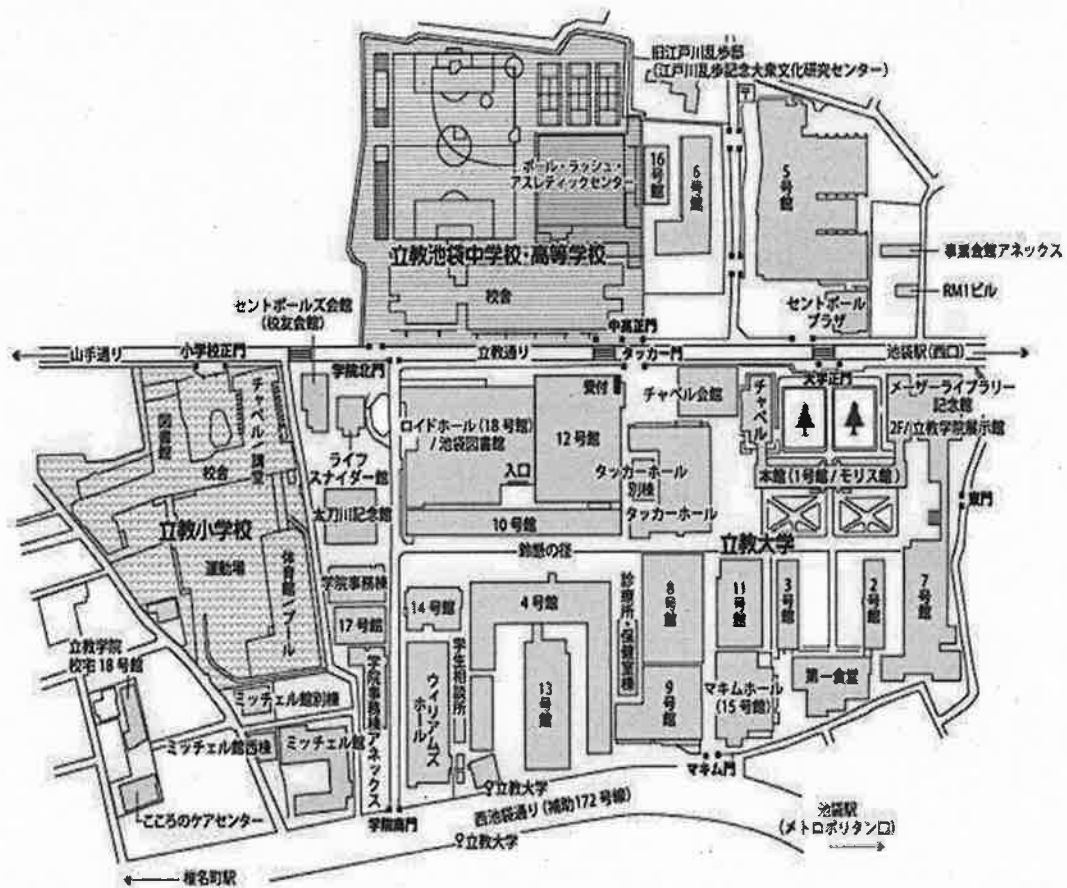 旧江戸川乱歩邸
(江戸川乱歩記念大衆文化研究センター)
ポール・ラッシュ・
アスレティックセンター
16号館
6号館
5号館
立教池袋中学校・高等学校
校舎
事業会館アネックス
RM1ビル
セントポールズ会館
(校友会館)
中高正門
セントポール
プラザ
山手通り
小学校正門
学院北門
立教通り
タッカー門
大学正門
池袋駅(西口)
図書館
チャペル/講堂
校舎
ロイドホール(18号館)
/池袋図書館
受付
12号館
チャペル会館
チャペル
メーザーライブラリー
記念館
2F/立教学院展示館
ライフ
スナイダー館
入口
タッカーホール
別棟
本館(1号館/モリス館)
太刀川記念館
10号館
タッカーホール
東門
立教小学校
運動場
体育館/プール
鈴懸の径
立教大学
学院事務棟
17号館
14号館
4号館
診療所・保健室棟
8号館
11号館
3号館
2号館
7号館
立教学院
校宅18号館
学院事務棟アネックス
ウィリアムズ
ホール
学生相談所
13号館
9号館
マキムホール
(15号館)
第一食堂
ミッチェル館別棟
ミッチェル館西棟
ミッチェル館
マキム門
立教大学
こころのケアセンター
学院南門
西池袋通り(補助172号線)
立教大学
池袋駅
(メトロポリタン口)
椎名町駅